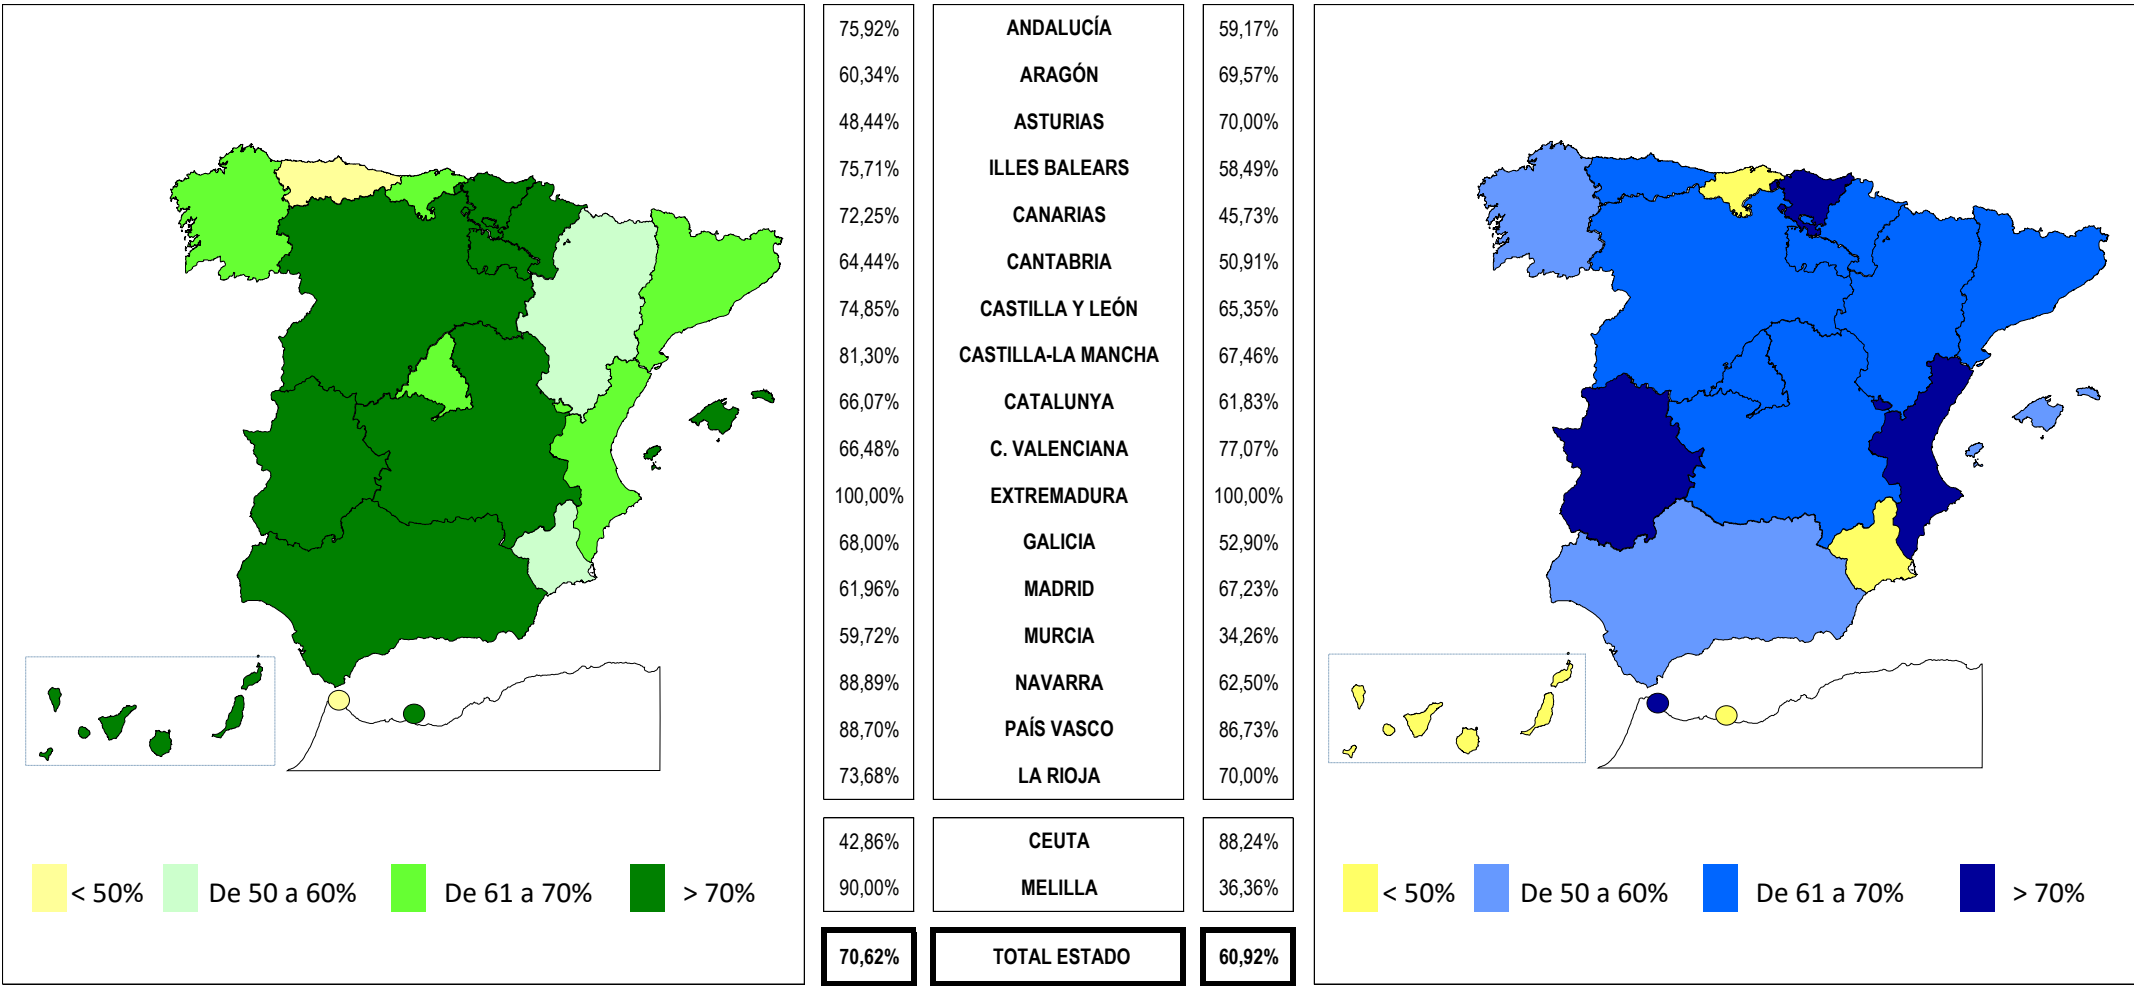 75,92% ANDALUCÍA 59,17%
60,34% ARAGÓN 69,57%
48,44% ASTURIAS 70,00%
75,71% ILLES BALEARS 58,49%
72,25% CANARIAS 45,73%
64,44% CANTABRIA 50,91%
74,85% CASTILLA Y LEÓN 65,35%
81,30% CASTILLA-LA MANCHA 67,46%
66,07% CATALUNYA 61,83%
66,48% C. VALENCIANA 77,07%
100,00% EXTREMADURA 100,00%
68,00% GALICIA 52,90%
61,96% MADRID 67,23%
59,72% MURCIA 34,26%
88,89% NAVARRA 62,50%
88,70% PAÍS VASCO 86,73%
73,68% LA RIOJA 70,00%
42,86% CEUTA 88,24%
90,00% MELILLA 36,36%
70,62% TOTAL ESTADO 60,92%
< 50% De 50 a 60% De 61 a 70% > 70%
< 50% De 50 a 60% De 61 a 70% > 70%